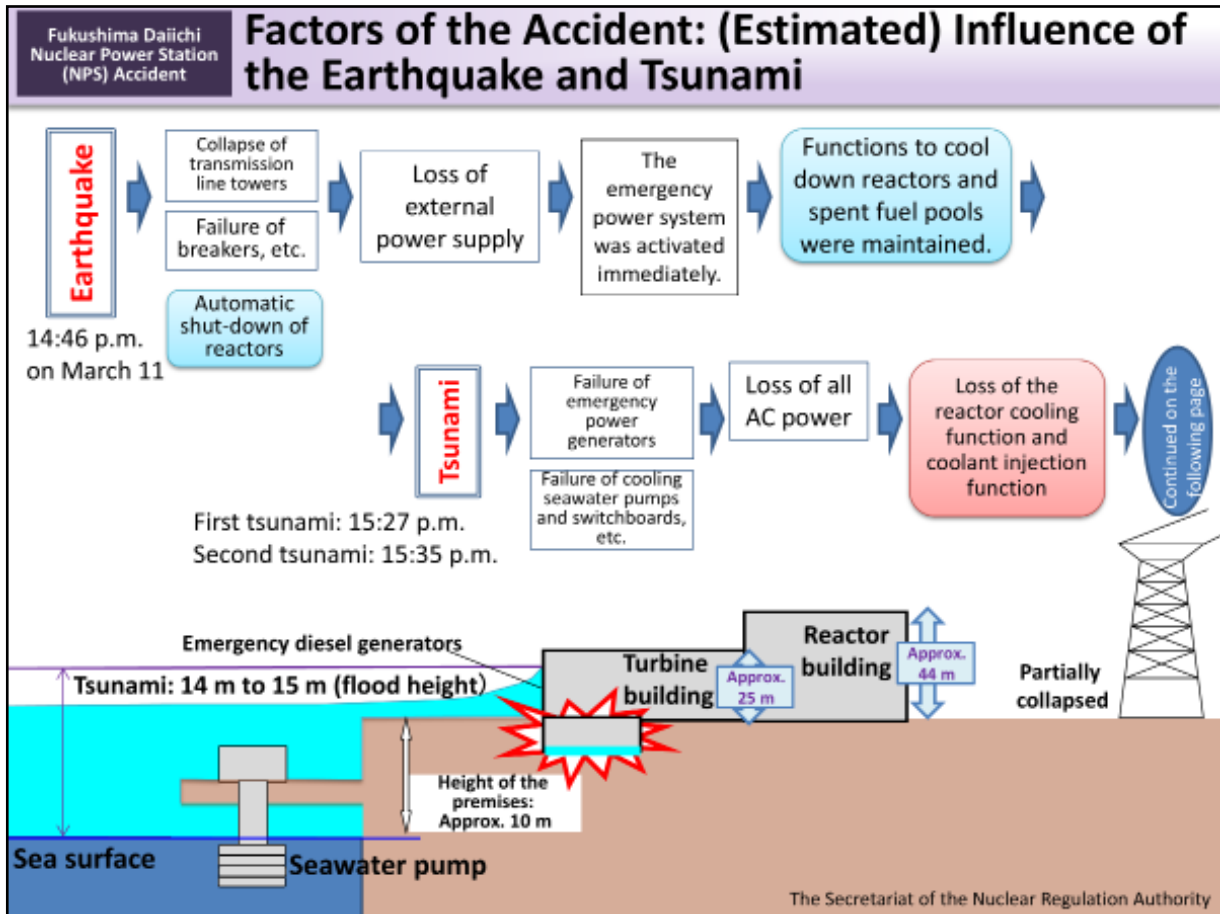 Fukushima Daiichi
Nuclear Power Station
(NPS) Accident
Factors of the Accident: (Estimated) Influence of
the Earthquake and Tsunami
Earthquake
14:46 p.m.
on March 11
Collapse of
transmission
line towers
Failure of
breakers, etc.
Automatic
shut-down of
reactors
Loss of
external
power supply
The
emergency
power system
was activated
immediately.
Functions to cool
down reactors and
spent fuel pools
were maintained.
Tsunami
First tsunami: 15:27 p.m.
Second tsunami: 15:35 p.m.
Failure of
emergency
power
generators
Failure of cooling
seawater pumps
and switchboards,
etc.
Loss of all
AC power
Loss of the
reactor cooling
function and
coolant injection
function
Continued on the
following page
Emergency diesel generators
Tsunami: 14 m to 15 m (flood height)
Turbine
building
Approx.
25 m
Reactor
building
Approx.
44 m
Partially
collapsed
Height of the
premises:
Approx. 10 m
Sea surface
Seawater pump
The Secretariat of the Nuclear Regulation Authority